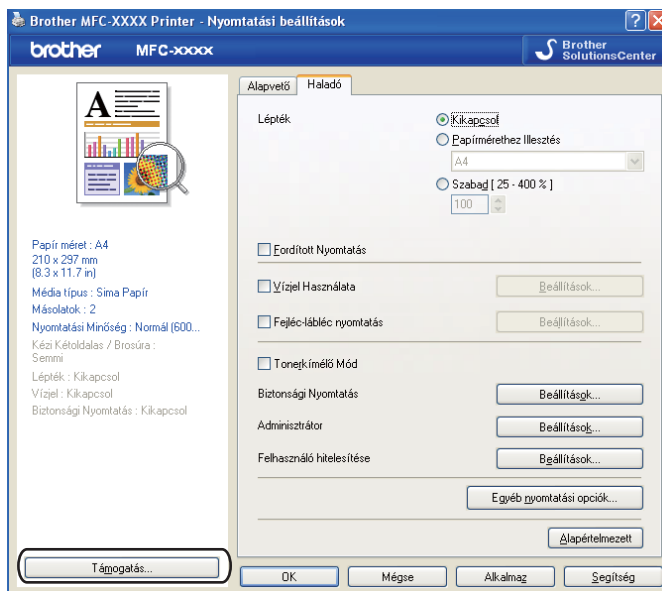 Brother MFC-XXXX Printer - Nyomtatási beállítások
brother MFC-xxxx
Brother
SolutionsCenter
Alapvető
Haladó
A
Papír méret : A4
210 x 297 mm
(8.3 x 11.7 in)
Média típus : Sima Papír
Másolatok : 2
Nyomtatási Minőség : Normál (600...
Kézi Kétoldalas / Brosúra :
Semmi
Lépték : Kikapcsol
Vízjel : Kikapcsol
Biztonsági Nyomtatás : Kikapcsol
Támogatás...
Lépték
Kikapcsol
Papírmérethez Illesztés
A4
Szabad [ 25 - 400 % ]
100
Fordított Nyomtatás
Vízjel Használata
Beállítások...
Fejléc-lábléc nyomtatás
Beállítások...
Tonerkímélő Mód
Biztonsági Nyomtatás
Beállítások...
Adminisztrátor
Beállítások...
Felhasználó hitelesítése
Beállítások...
Egyéb nyomtatási opciók...
Alapértelmezett
OK
Mégse
Alkalmaz
Segítség